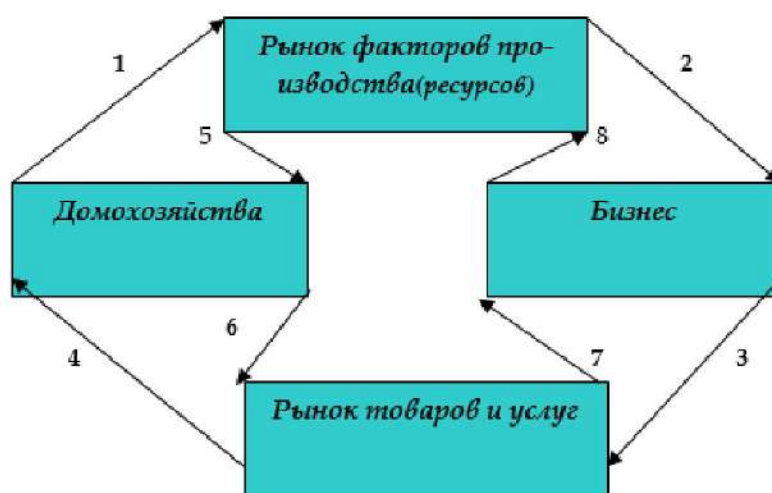 Рынок факторов про-
изводства(ресурсов)
1
2
5
8
Домохозяйства
Бизнес
6
4
7
3
Рынок товаров и услуг